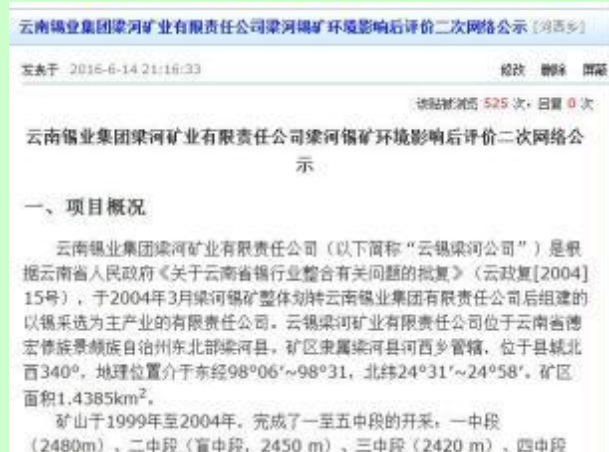 云南锡业集团梁河矿业有限责任公司梁河锡矿环境影响后评价二次网络公示 [河西乡]
发表于 2016-6-14 21:16:33 修改 删除 屏蔽
该贴被浏览 525 次，回复 0 次
云南锡业集团梁河矿业有限责任公司梁河锡矿环境影响后评价二次网络公
示
一、项目概况
云南锡业集团梁河矿业有限责任公司（以下简称“云锡梁河公司”）是根
据云南省人民政府《关于云南省锡行业整合有关问题的批复》（云政复[2004]
15号），于2004年3月梁河锡矿整体划转云南锡业集团有限责任公司后组建的
以锡采选为主产业的有限责任公司。云锡梁河矿业有限责任公司位于云南省德
宏傣族景颇族自治州东北部梁河县，矿区隶属梁河县河西乡管辖，位于县城北
西340°，地理位置介于东经98°06′~98°31，北纬24°31′~24°58′。矿区
面积1.4385km²。
矿山于1999年至2004年，完成了一至五中段的开采，一中段
（2480m）、二中段（盲中段，2450 m）、三中段（2420 m）、四中段